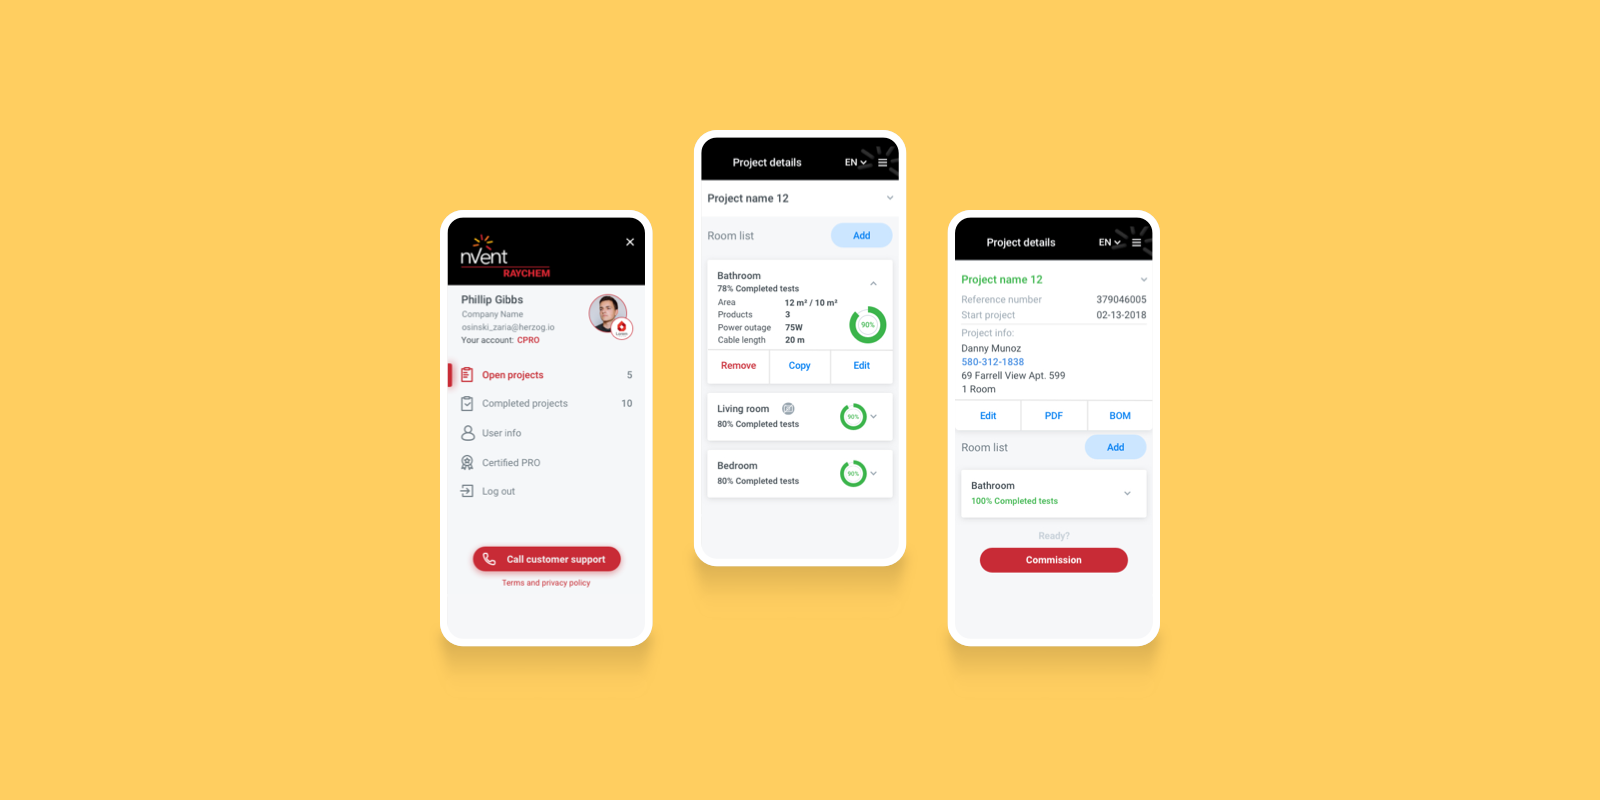 nvent
RAYCHEM
Phillip Gibbs
Company Name
osinski_zaria@herzog.io
Your account: CPRO
Open projects 5
Completed projects 10
User info
Certified PRO
Log out
Call customer support
Terms and privacy policy
Project details EN
Project name 12
Room list Add
Bathroom
78% Completed tests
Area 12 m² / 10 m²
Products 3
Power outage 75W
Cable length 20 m
90%
Remove Copy Edit
Living room
80% Completed tests
90%
Bedroom
80% Completed tests
90%
Project details EN
Project name 12
Reference number 379046005
Start project 02-13-2018
Project info:
Danny Munoz
580-312-1838
69 Farrell View Apt. 599
1 Room
Edit PDF BOM
Room list Add
Bathroom
100% Completed tests
Ready?
Commission